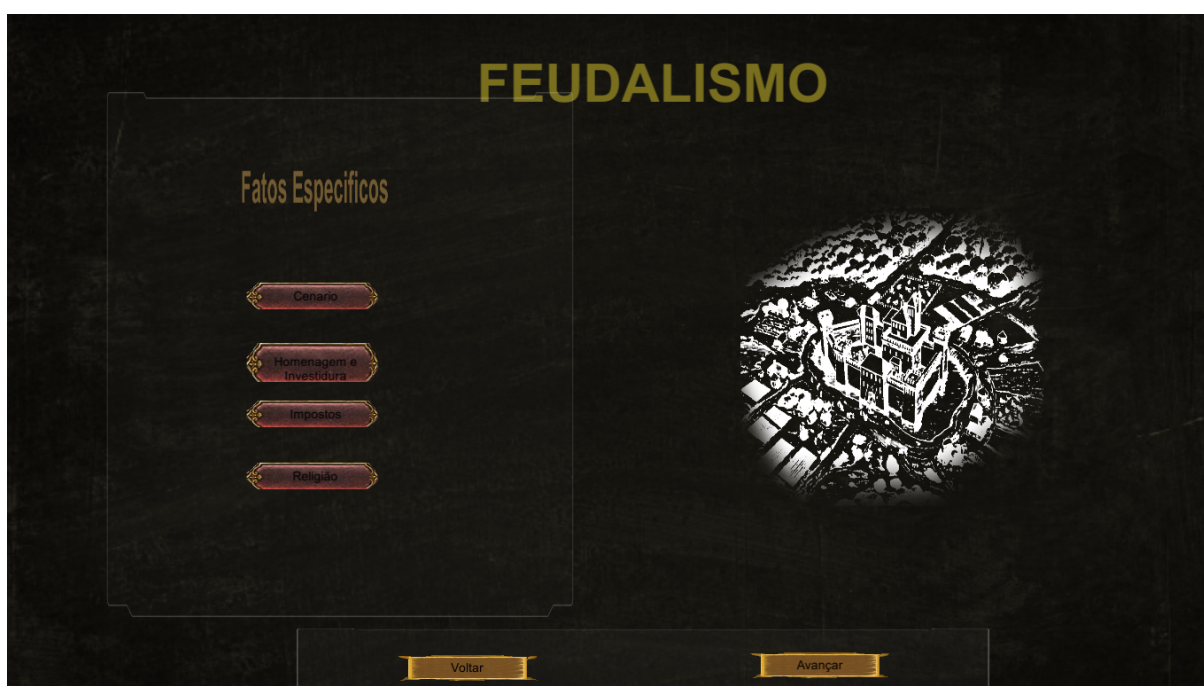 FEUDALISMO
Fatos Especificos
Cenario
Homenagem e
Investidura
Impostos
Religião
Voltar
Avançar